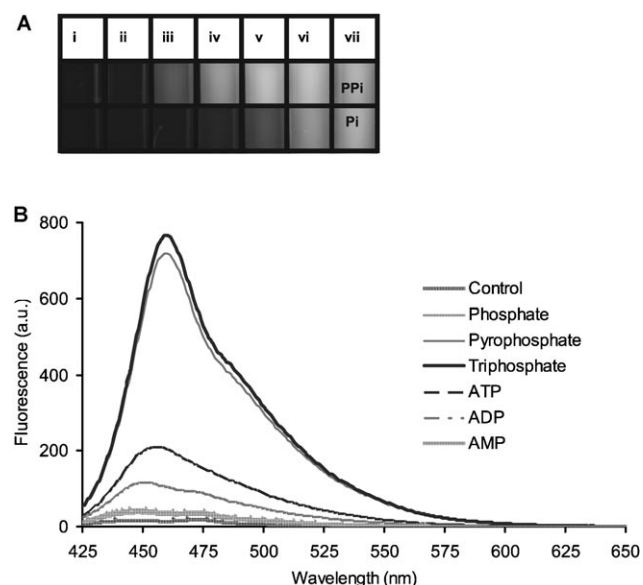 A
i ii iii iv v vi vii
PPi
Pi
B
800
600
400
200
0
Fluorescence (a.u.)
Control
Phosphate
Pyrophosphate
Triphosphate
ATP
ADP
AMP
425 450 475 500 525 550 575 600 625 650
Wavelength (nm)